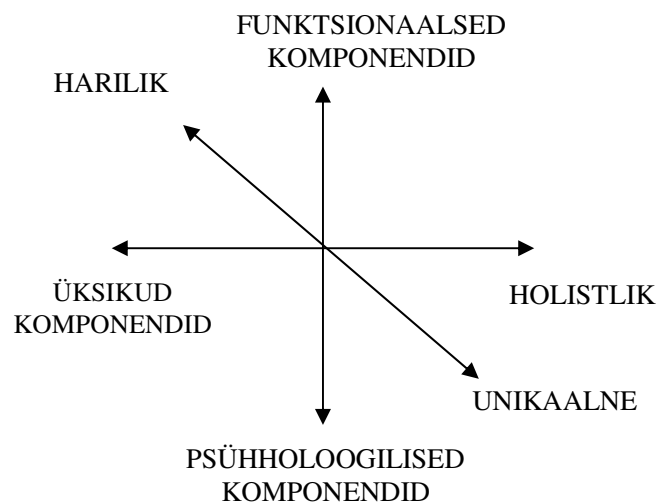 FUNKTSIONAALSED
KOMPONENDID
HARILIK
ÜKSIKUD
KOMPONENDID
HOLISTLIK
UNIKAALNE
PSÜHHOLOOGILISED
KOMPONENDID